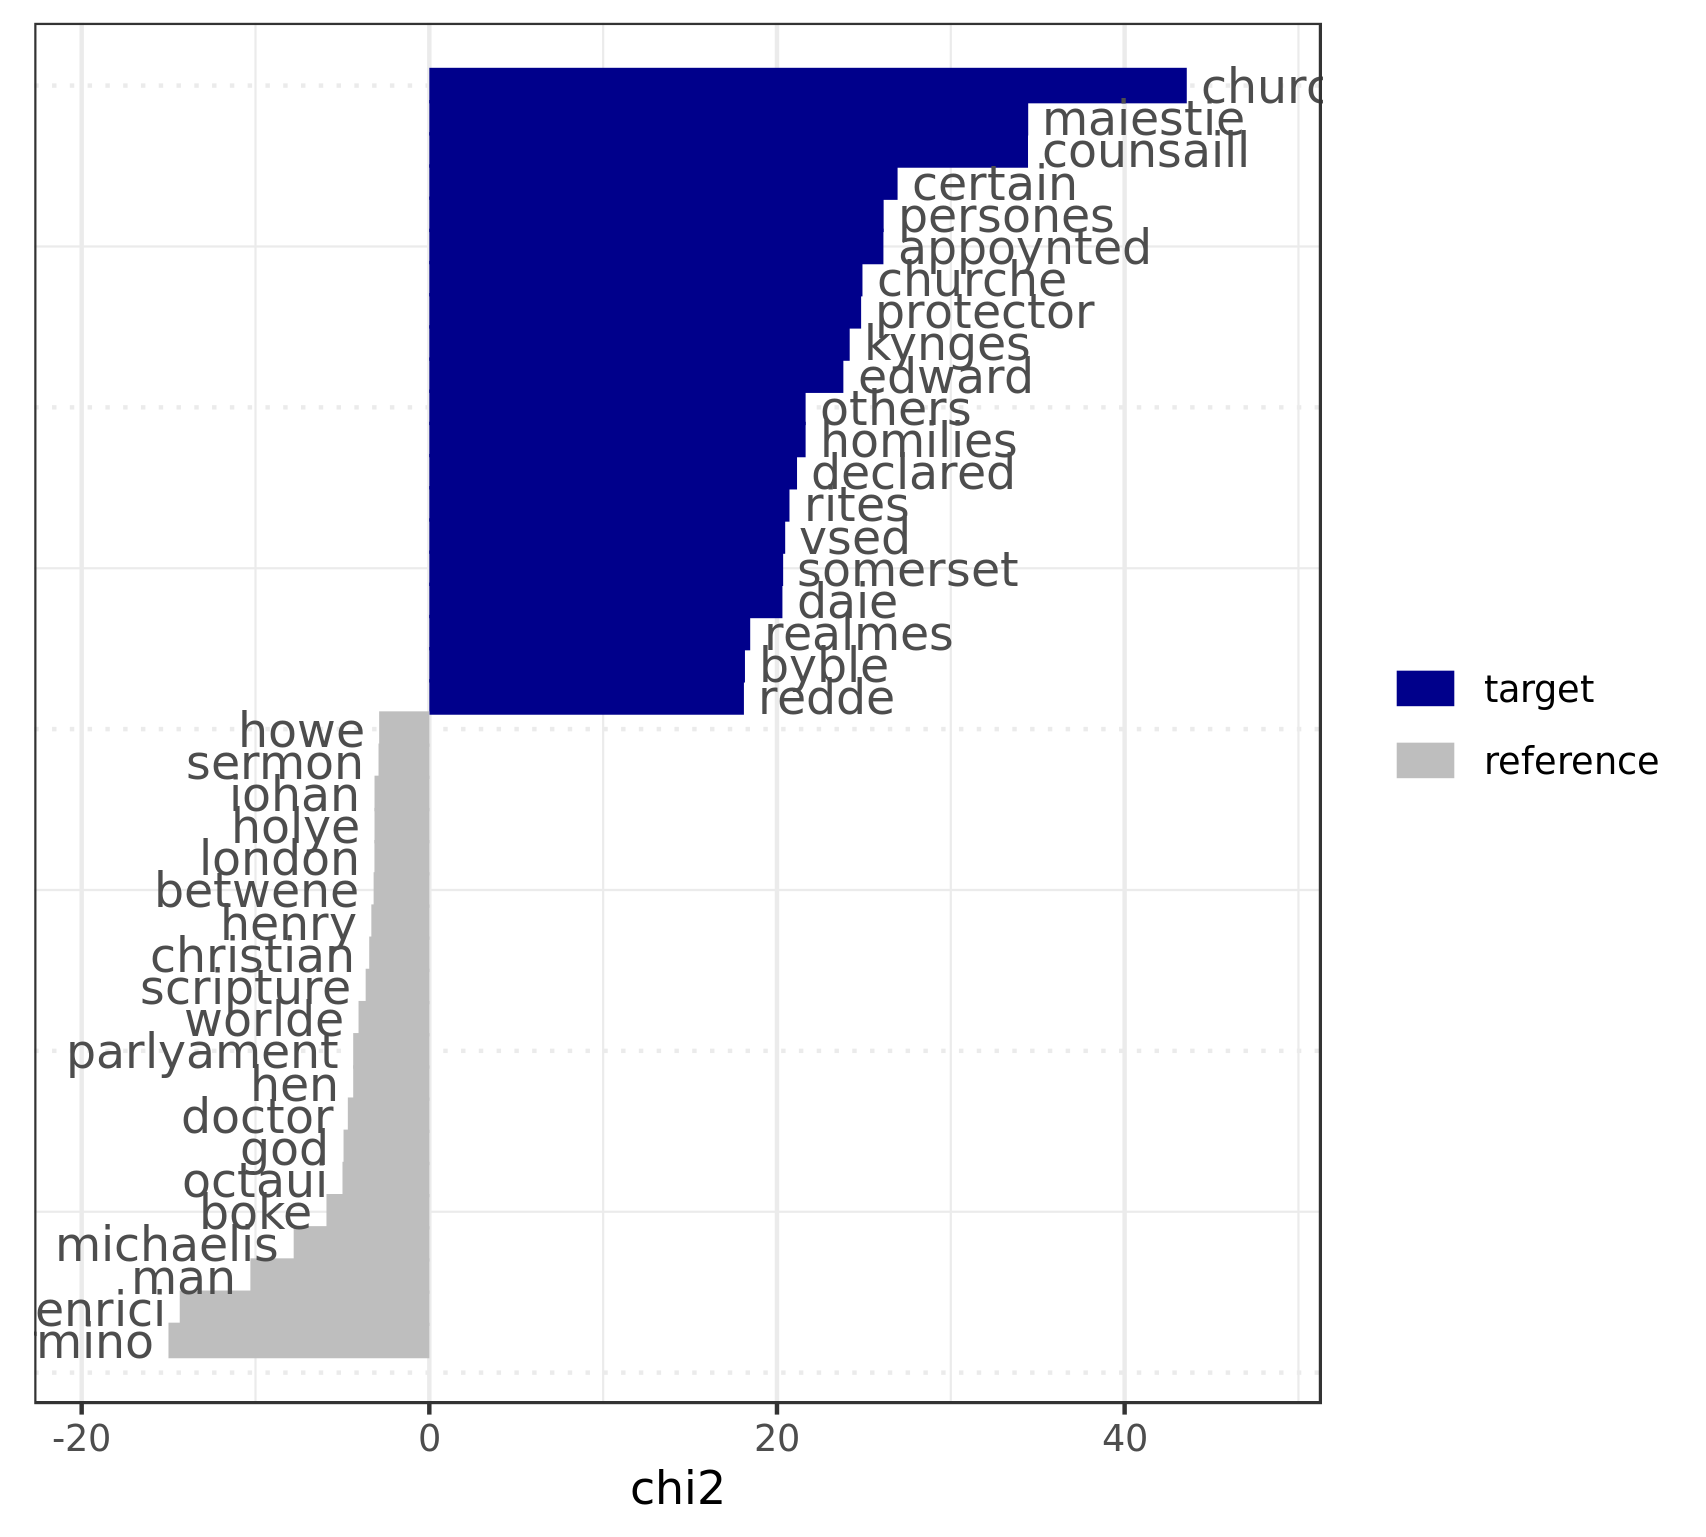 churc
maiestie
counsaill
certain
persones
appoynted
churche
protector
kynges
edward
others
homilies
declared
rites
vsed
somerset
daie
realmes
byble
redde
howe
sermon
iohan
holye
london
betwene
henry
christian
scripture
worlde
parlyament
hen
doctor
god
octaui
boke
michaelis
man
enrici
mino
target
reference
-20 0 20 40
chi2